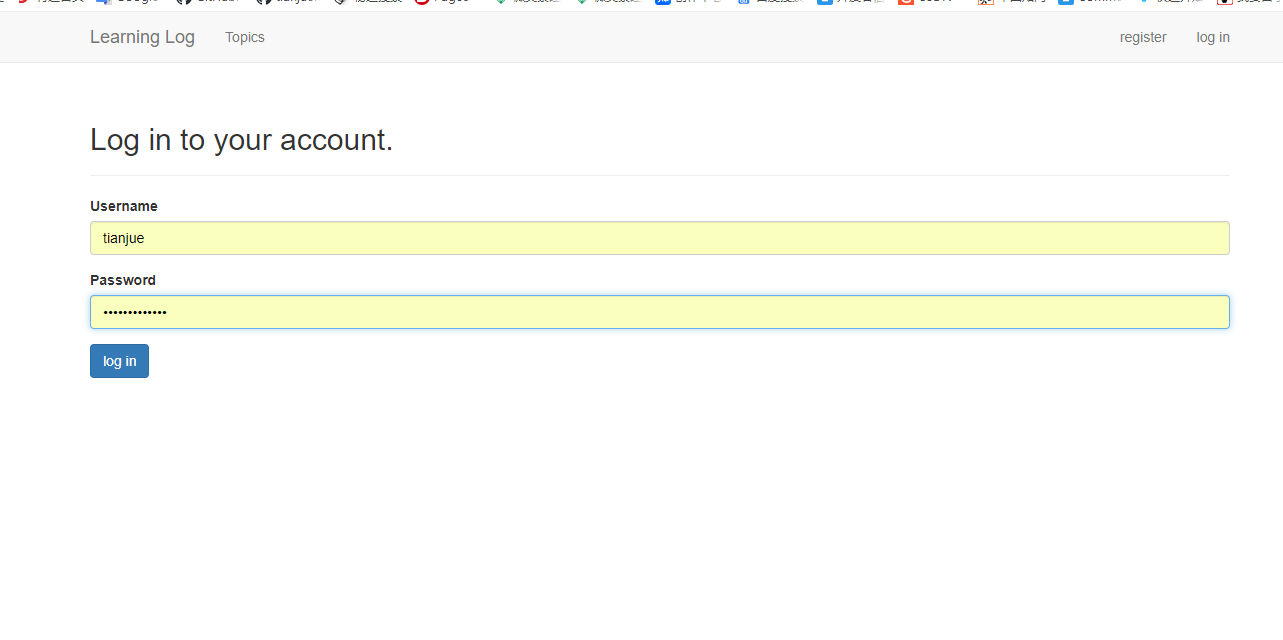 Learning Log Topics register log in
Log in to your account.
Username
tianjue
Password
•••••••••••••
log in